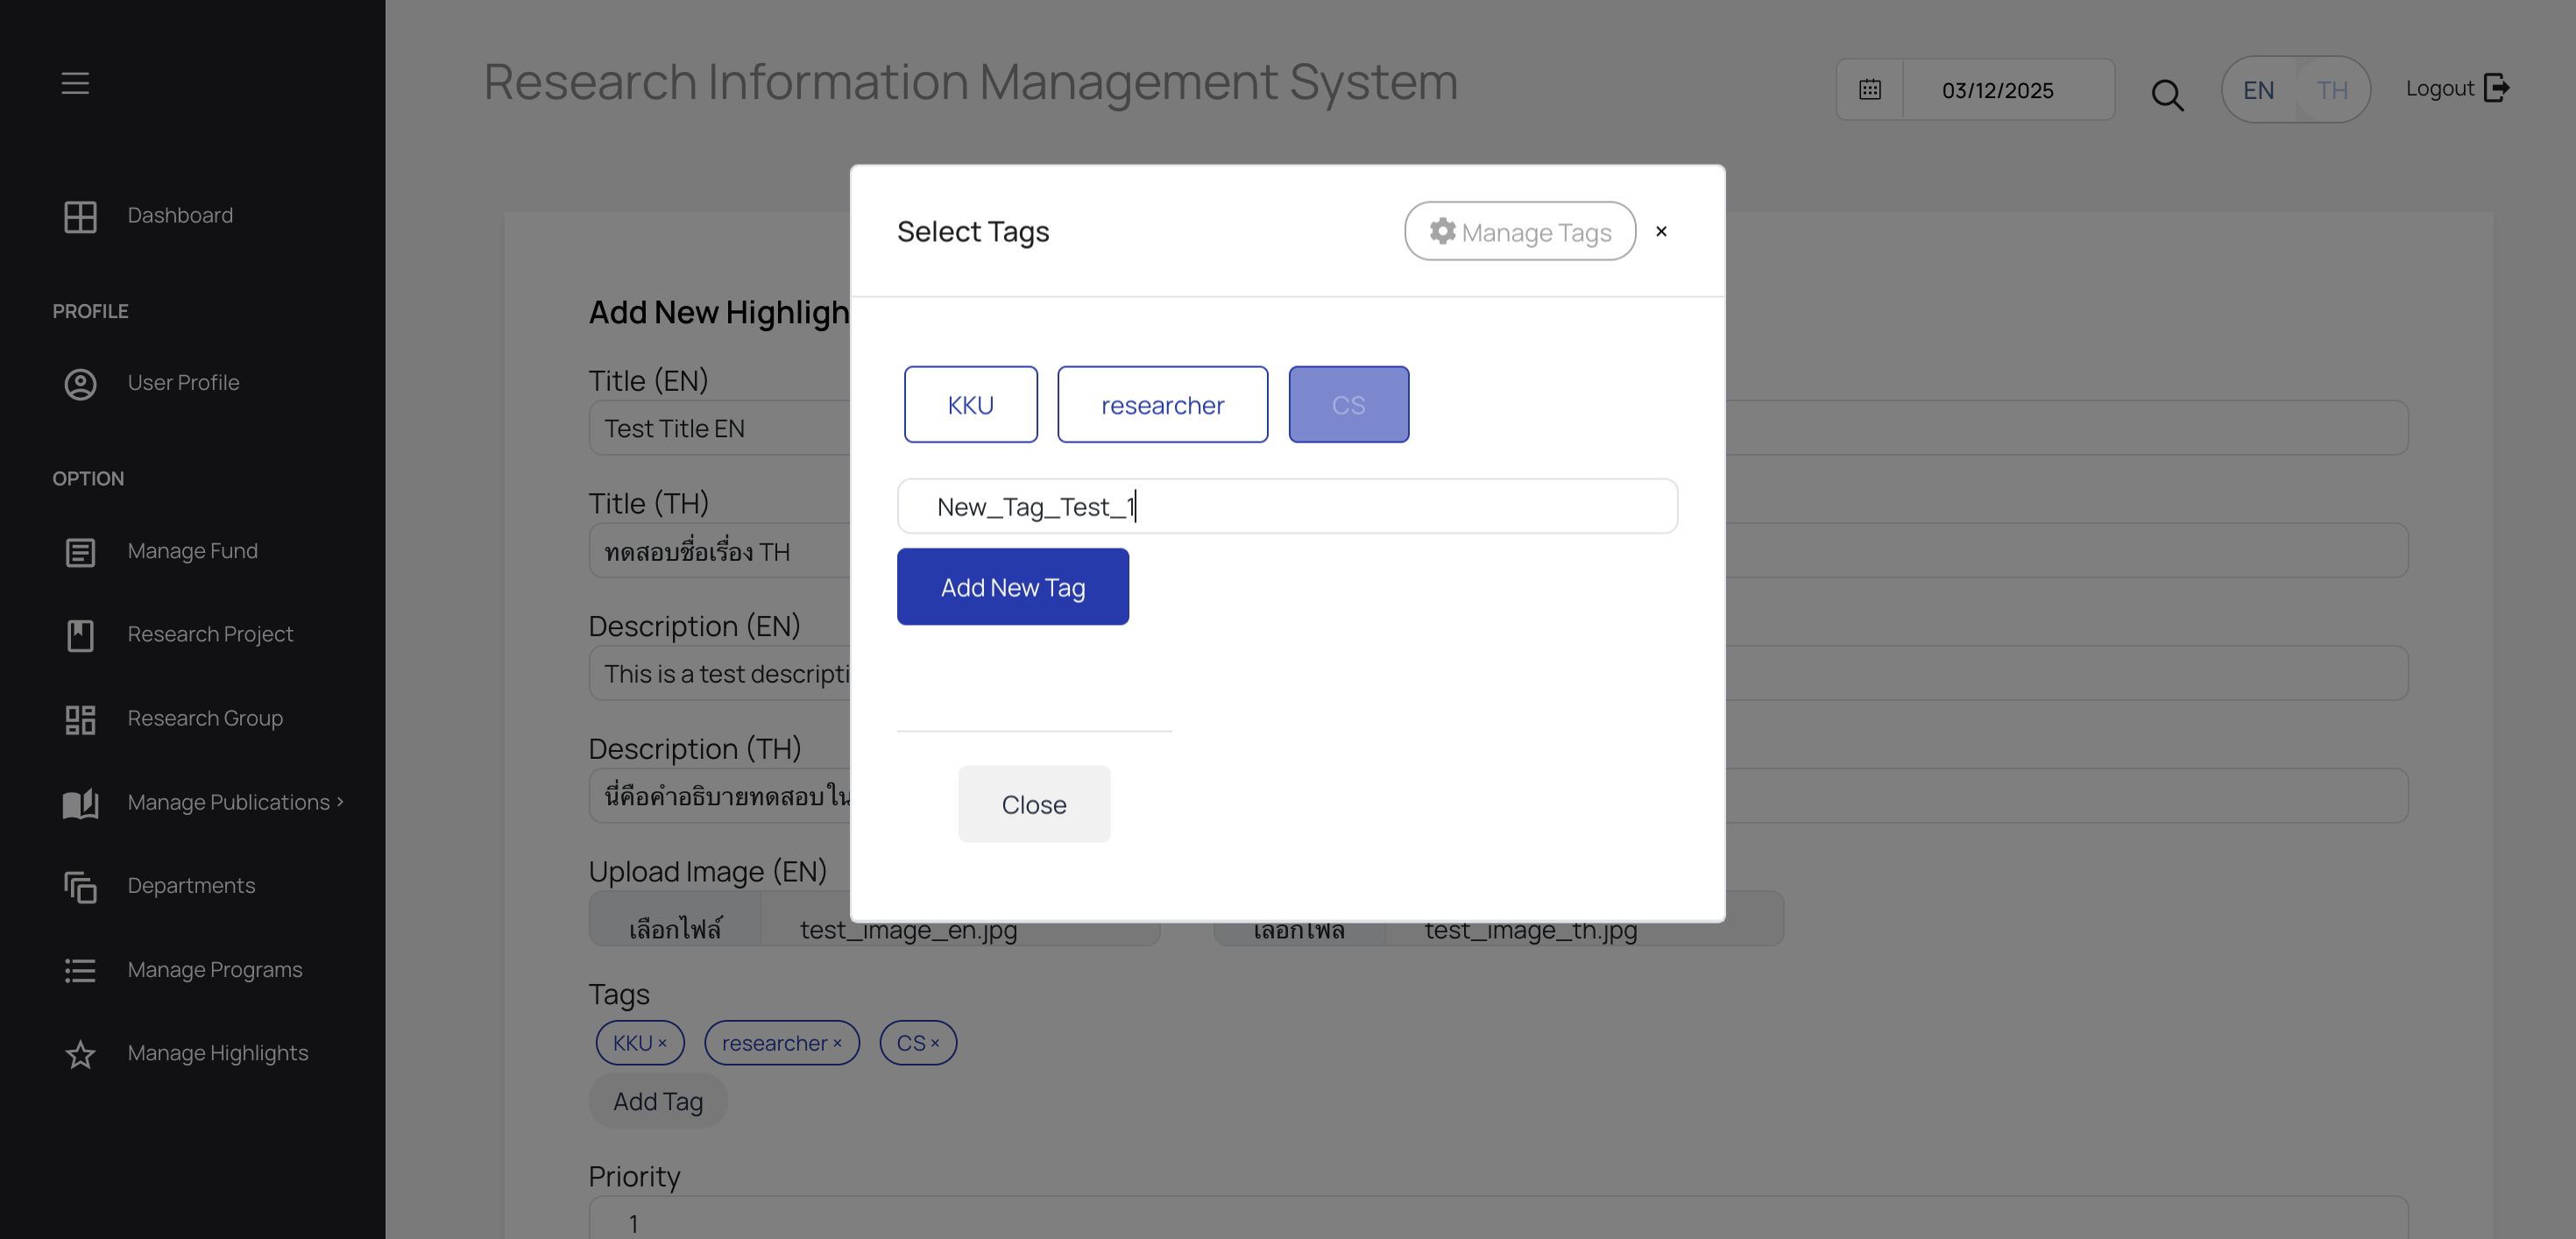 Research Information Management System
03/12/2025
EN
TH
Logout
Dashboard
PROFILE
User Profile
OPTION
Manage Fund
Research Project
Research Group
Manage Publications
Departments
Manage Programs
Manage Highlights
Select Tags
Manage Tags
×
KKU
researcher
CS
New_Tag_Test_1
Add New Tag
Close
Add New Highligh
Title (EN)
Test Title EN
Title (TH)
ทดสอบชื่อเรื่อง TH
Description (EN)
This is a test descripti
Description (TH)
นี่คือคำอธิบายทดสอบใน
Upload Image (EN)
เลือกไฟล์ test_image_en.jpg
เลือกไฟล์ test_image_th.jpg
Tags
KKU × researcher × CS ×
Add Tag
Priority
1